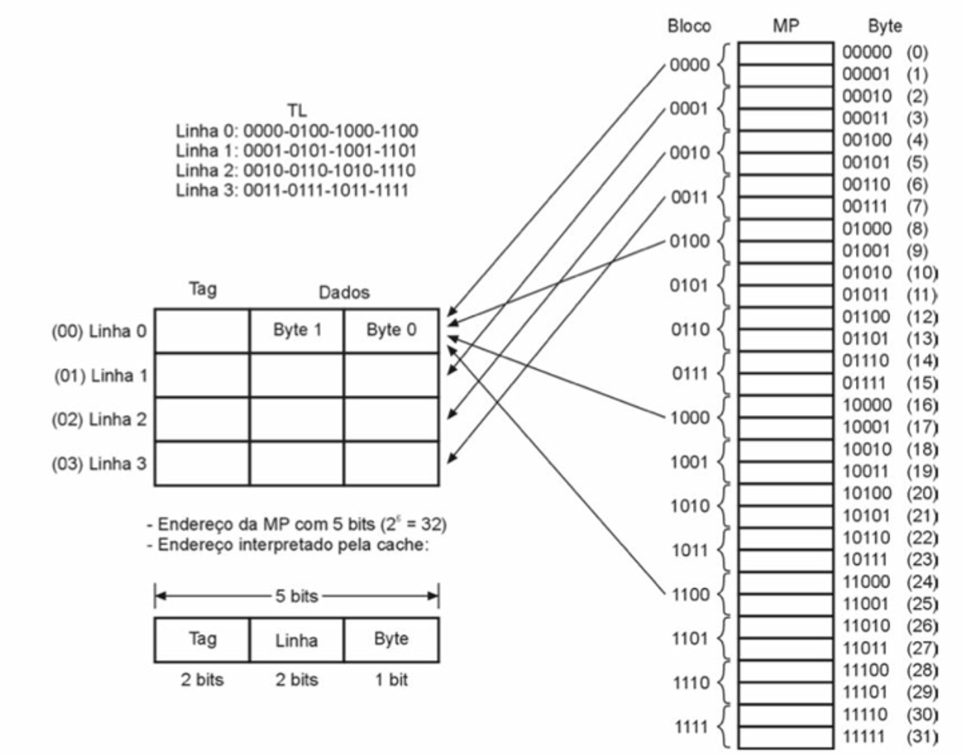 TL
Linha 0: 0000-0100-1000-1100
Linha 1: 0001-0101-1001-1101
Linha 2: 0010-0110-1010-1110
Linha 3: 0011-0111-1011-1111
Tag Dados
(00) Linha 0 Byte 1 Byte 0
(01) Linha 1
(02) Linha 2
(03) Linha 3
- Endereço da MP com 5 bits (2⁵ = 32)
- Endereço interpretado pela cache:
5 bits
Tag Linha Byte
2 bits 2 bits 1 bit
Bloco MP Byte
0000 00000 (0)
00001 (1)
0001 00010 (2)
00011 (3)
0010 00100 (4)
00101 (5)
0011 00110 (6)
00111 (7)
0100 01000 (8)
01001 (9)
0101 01010 (10)
01011 (11)
0110 01100 (12)
01101 (13)
0111 01110 (14)
01111 (15)
1000 10000 (16)
10001 (17)
1001 10010 (18)
10011 (19)
1010 10100 (20)
10101 (21)
1011 10110 (22)
10111 (23)
1100 11000 (24)
11001 (25)
1101 11010 (26)
11011 (27)
1110 11100 (28)
11101 (29)
1111 11110 (30)
11111 (31)